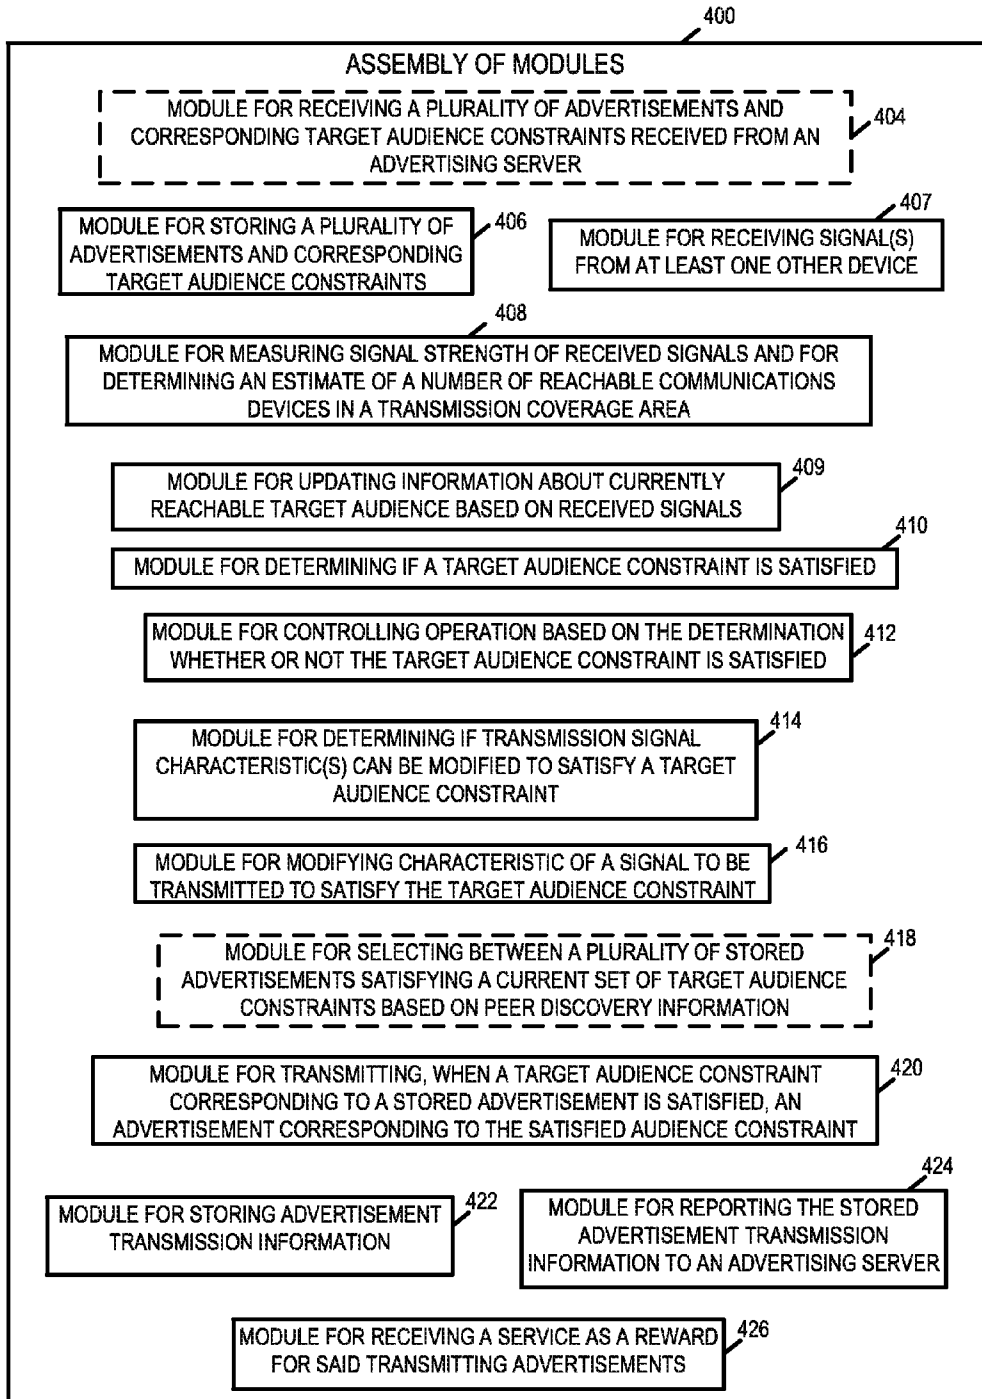 400
ASSEMBLY OF MODULES
MODULE FOR RECEIVING A PLURALITY OF ADVERTISEMENTS AND
CORRESPONDING TARGET AUDIENCE CONSTRAINTS RECEIVED FROM AN
ADVERTISING SERVER
404
MODULE FOR STORING A PLURALITY OF
ADVERTISEMENTS AND CORRESPONDING
TARGET AUDIENCE CONSTRAINTS
406
407
MODULE FOR RECEIVING SIGNAL(S)
FROM AT LEAST ONE OTHER DEVICE
408
MODULE FOR MEASURING SIGNAL STRENGTH OF RECEIVED SIGNALS AND FOR
DETERMINING AN ESTIMATE OF A NUMBER OF REACHABLE COMMUNICATIONS
DEVICES IN A TRANSMISSION COVERAGE AREA
MODULE FOR UPDATING INFORMATION ABOUT CURRENTLY
REACHABLE TARGET AUDIENCE BASED ON RECEIVED SIGNALS
409
410
MODULE FOR DETERMINING IF A TARGET AUDIENCE CONSTRAINT IS SATISFIED
MODULE FOR CONTROLLING OPERATION BASED ON THE DETERMINATION
WHETHER OR NOT THE TARGET AUDIENCE CONSTRAINT IS SATISFIED
412
MODULE FOR DETERMINING IF TRANSMISSION SIGNAL
CHARACTERISTIC(S) CAN BE MODIFIED TO SATISFY A TARGET
AUDIENCE CONSTRAINT
414
MODULE FOR MODIFYING CHARACTERISTIC OF A SIGNAL TO BE
TRANSMITTED TO SATISFY THE TARGET AUDIENCE CONSTRAINT
416
MODULE FOR SELECTING BETWEEN A PLURALITY OF STORED
ADVERTISEMENTS SATISFYING A CURRENT SET OF TARGET AUDIENCE
CONSTRAINTS BASED ON PEER DISCOVERY INFORMATION
418
MODULE FOR TRANSMITTING, WHEN A TARGET AUDIENCE CONSTRAINT
CORRESPONDING TO A STORED ADVERTISEMENT IS SATISFIED, AN
ADVERTISEMENT CORRESPONDING TO THE SATISFIED AUDIENCE CONSTRAINT
420
MODULE FOR STORING ADVERTISEMENT
TRANSMISSION INFORMATION
422
424
MODULE FOR REPORTING THE STORED
ADVERTISEMENT TRANSMISSION
INFORMATION TO AN ADVERTISING SERVER
MODULE FOR RECEIVING A SERVICE AS A REWARD
FOR SAID TRANSMITTING ADVERTISEMENTS
426